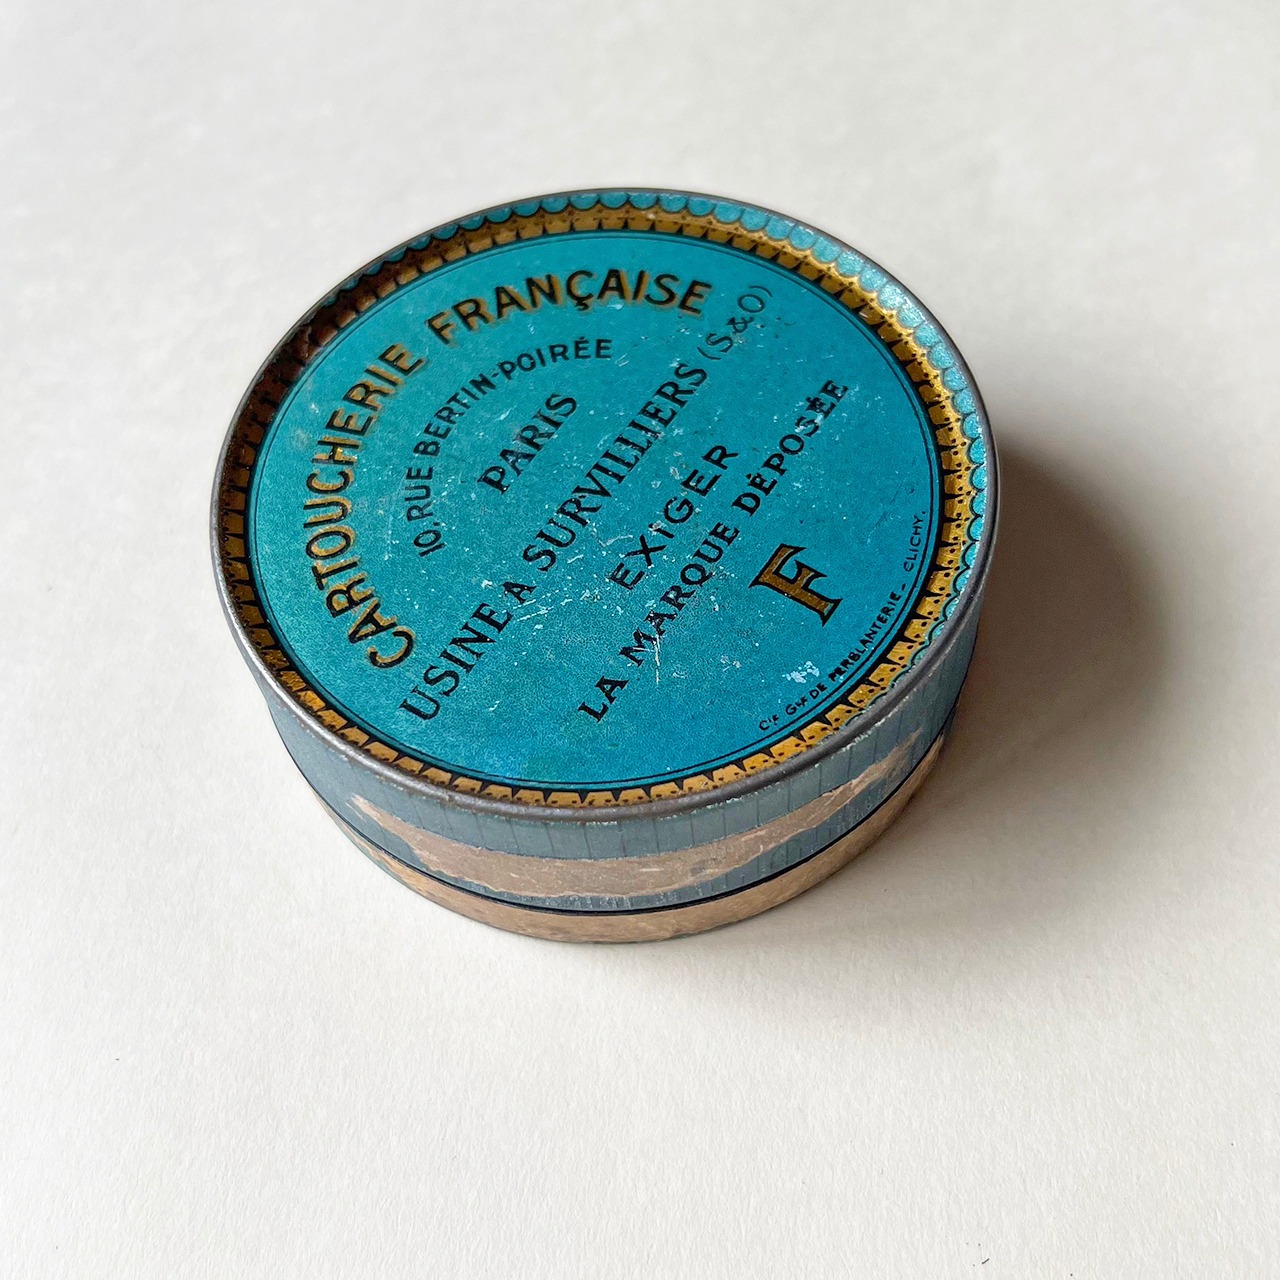 CARTOUCHERIE FRANÇAISE
10, RUE BERTIN-POIRÉE
PARIS
USINE A SURVILLIERS (S&O)
EXIGER
LA MARQUE DÉPOSÉE
F
CIE GLE DE FERBLANTERIE - CLICHY.